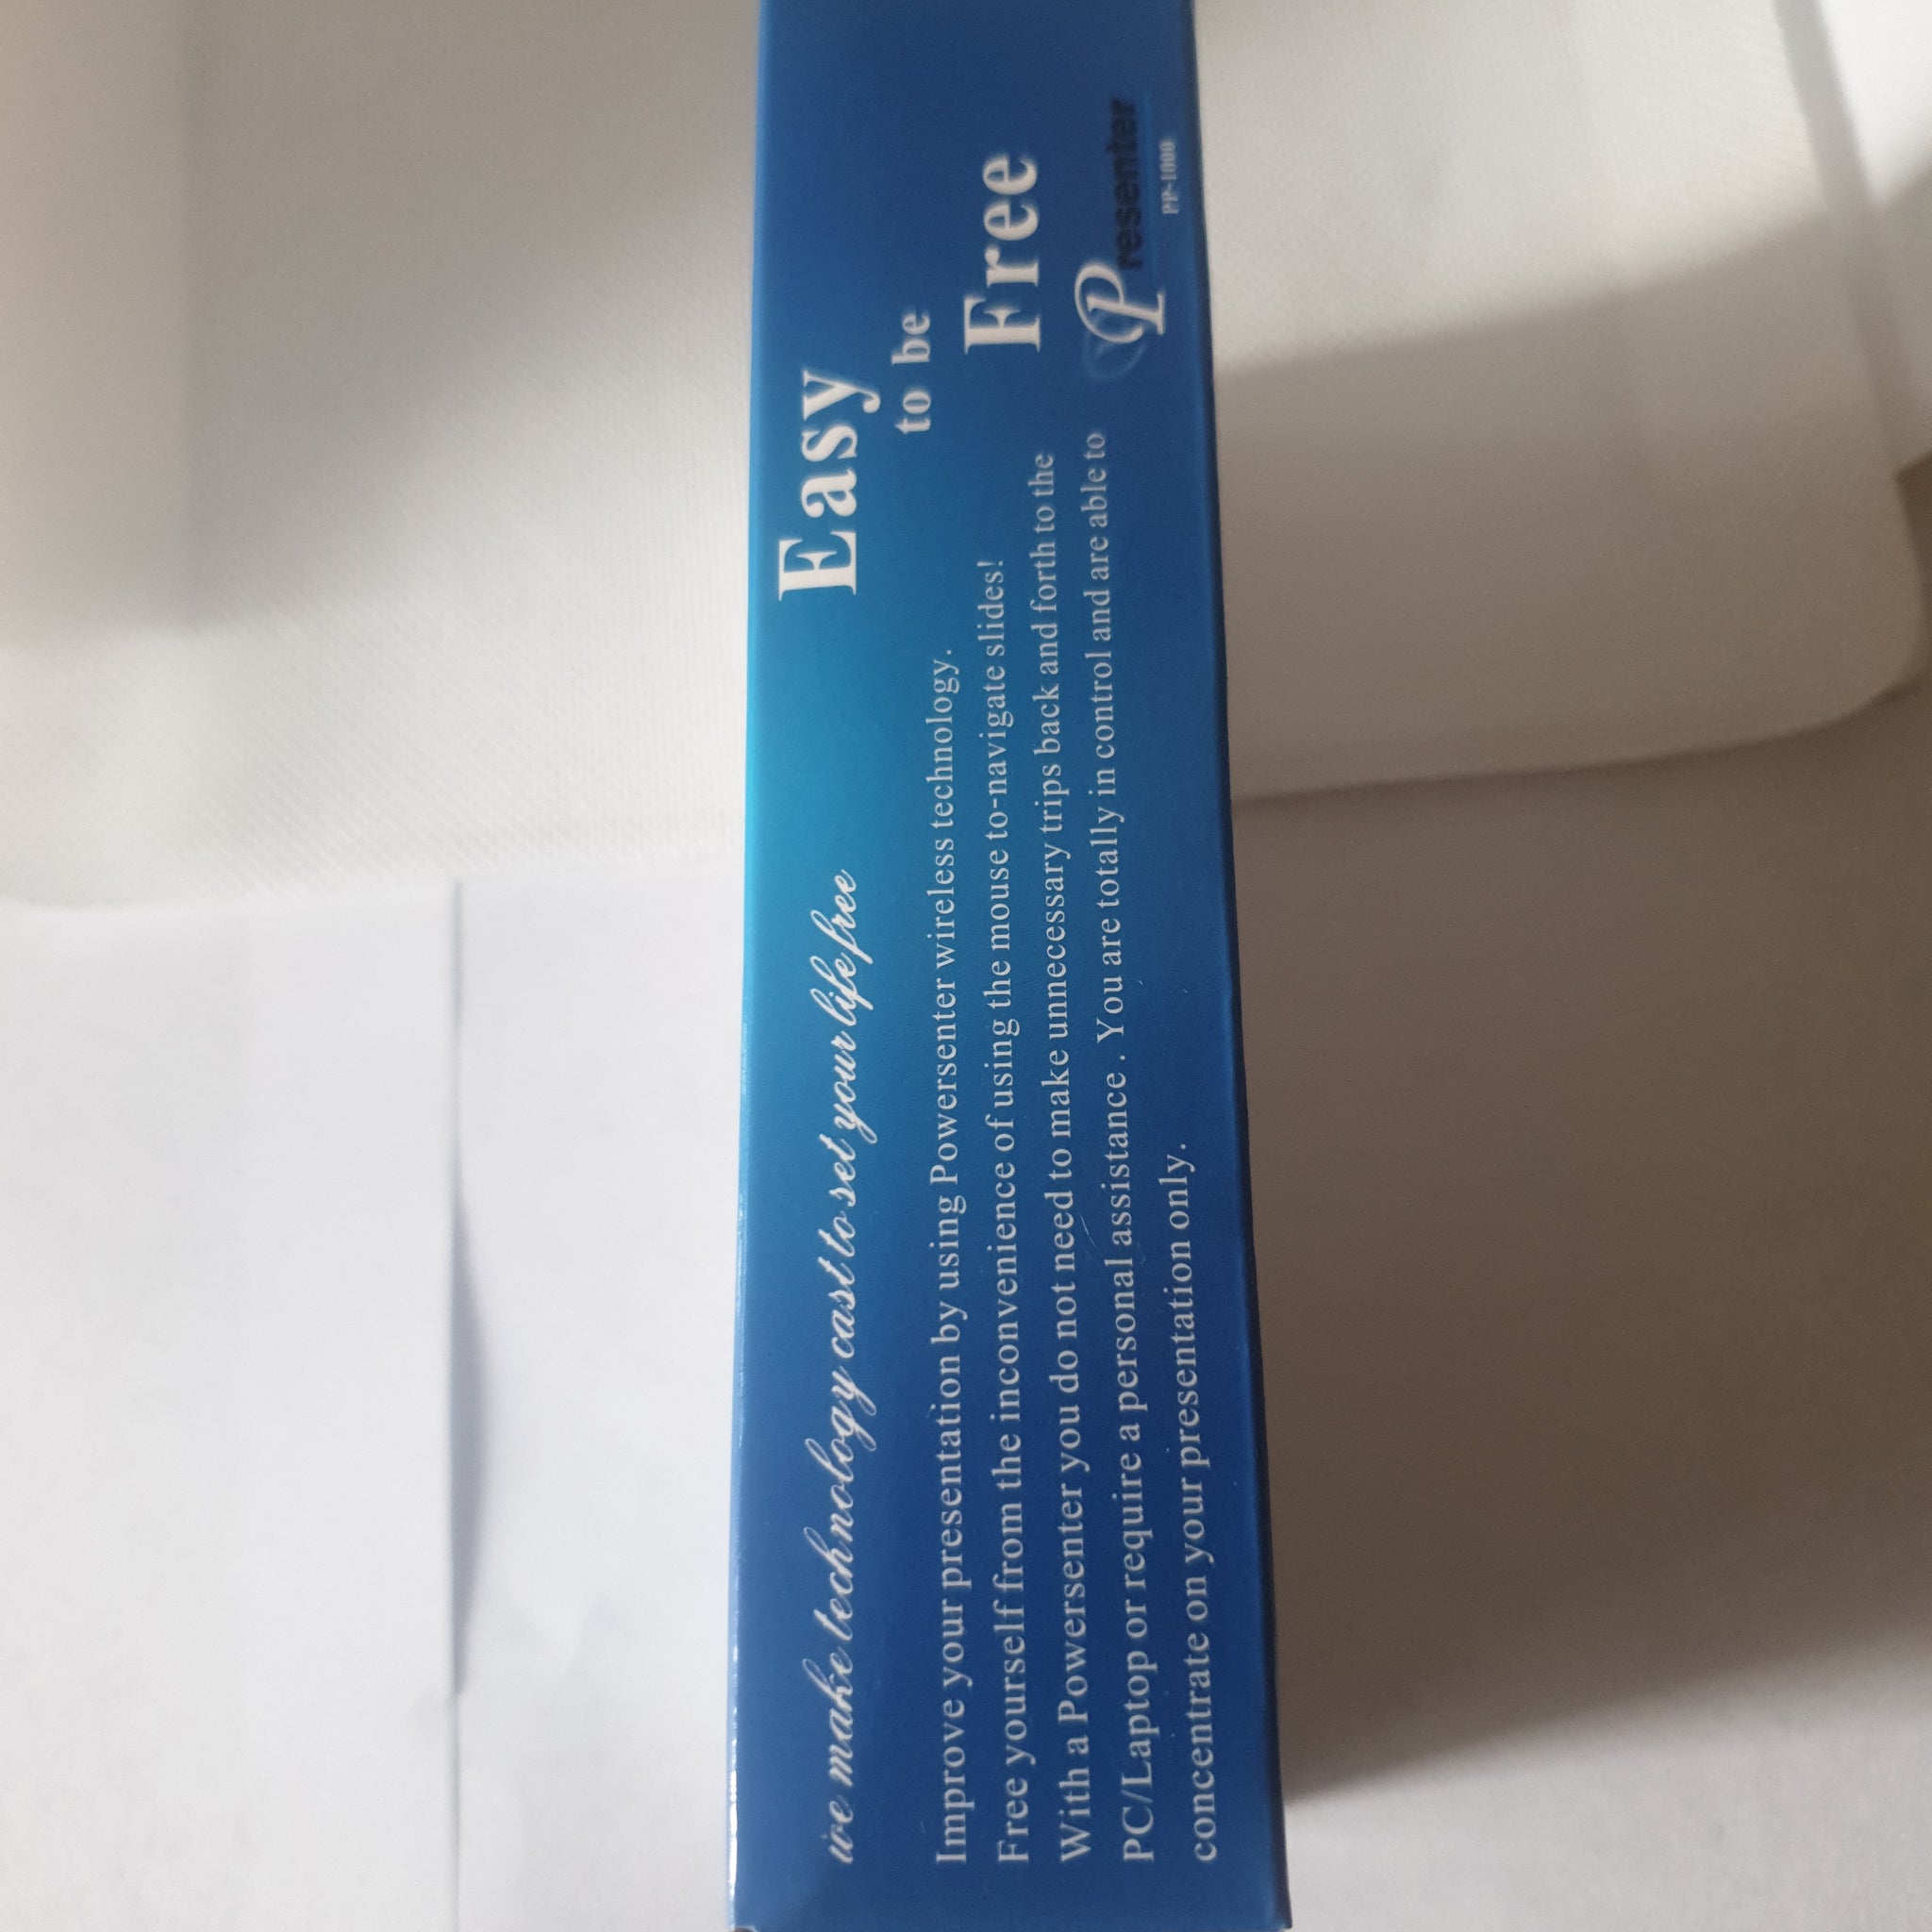 we make technology cast to set your life free
Easy
to be
Free
Improve your presentation by using Powersenter wireless technology.
Free yourself from the inconvenience of using the mouse to-navigate slides!
With a Powersenter you do not need to make unnecessary trips back and forth to the
PC/Laptop or require a personal assistance . You are totally in control and are able to
concentrate on your presentation only.
Presenter
PP-1000